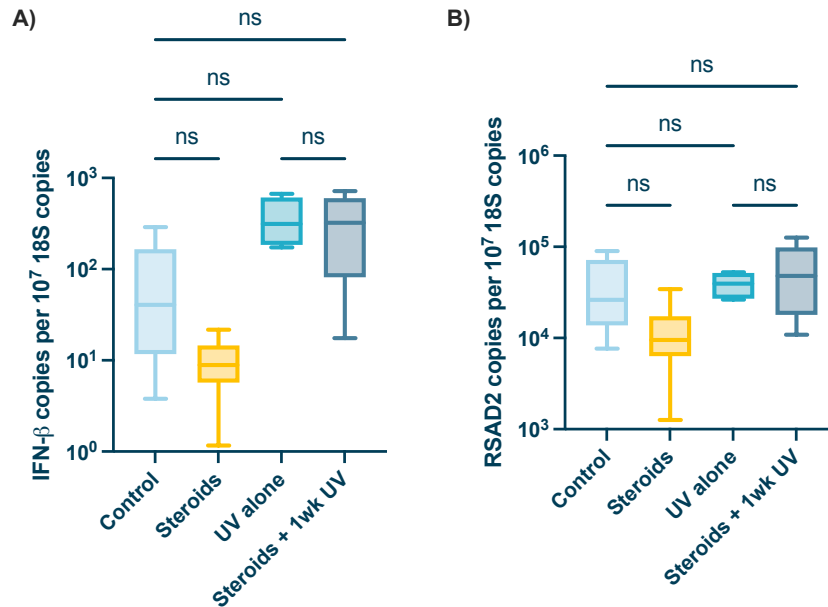 A)
ns
ns
ns
ns
IFN-β copies per 10⁷ 18S copies
10³
10²
10¹
10⁰
Control
Steroids
UV alone
Steroids + 1wk UV
B)
ns
ns
ns
ns
RSAD2 copies per 10⁷ 18S copies
10⁶
10⁵
10⁴
10³
Control
Steroids
UV alone
Steroids + 1wk UV